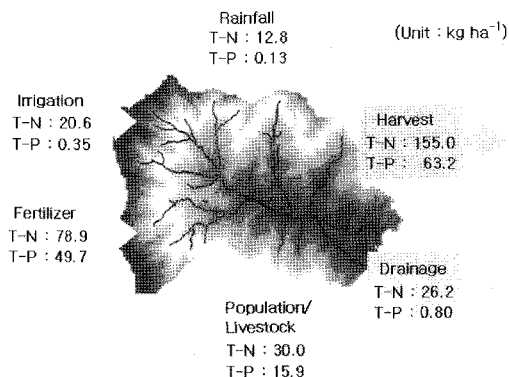 Rainfall
T-N : 12.8
T-P : 0.13
(Unit : kg ha⁻¹)
Irrigation
T-N : 20.6
T-P : 0.35
Harvest
T-N : 155.0
T-P : 63.2
Fertilizer
T-N : 78.9
T-P : 49.7
Drainage
T-N : 26.2
T-P : 0.80
Population/
Livestock
T-N : 30.0
T-P : 15.9